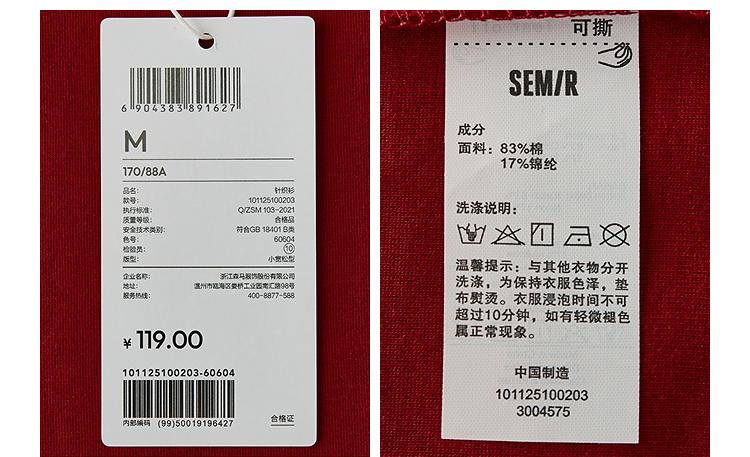 6 904383 891627
M
170/88A
品名: 针织衫
款号: 101125100203
执行标准: Q/ZSM 103-2021
质量等级: 合格品
安全技术类别: 符合GB 18401 B类
色号: 60604
检验员: 10
版型: 小宽松型
企业名称: 浙江森马服饰股份有限公司
地址: 温州市瓯海区娄桥工业园南汇路98号
服务热线: 400-8877-588
¥ 119.00
101125100203-60604
内部编码 (99)50019196427
合格证
可撕
SEMIR
成分
面料: 83%棉
17%锦纶
洗涤说明:
温馨提示: 与其他衣物分开
洗涤, 为保持衣服色泽, 垫
布熨烫。衣服浸泡时间不可
超过10分钟, 如有轻微褪色
属正常现象。
中国制造
101125100203
3004575